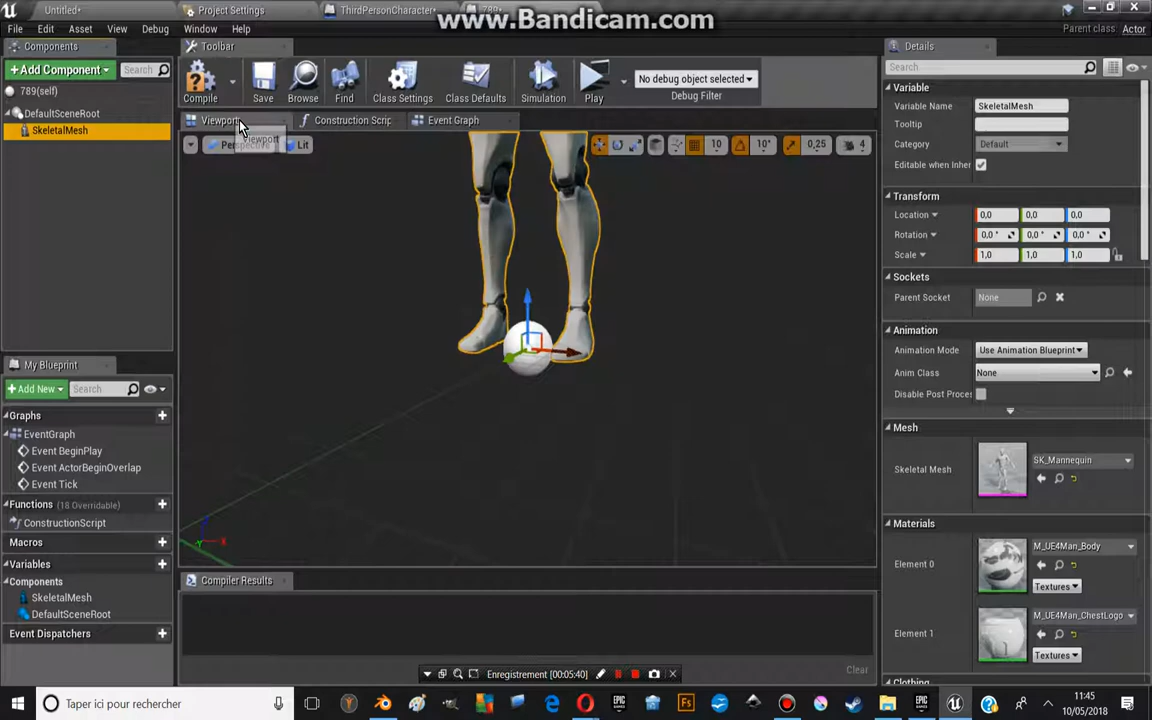 www.Bandicam.com
Untitled*
Project Settings
ThirdPersonCharacter*
789*
File Edit Asset View Debug Window Help
Parent class: Actor
Components
Toolbar
Details
+Add Component
Search
Compile
Save
Browse
Find
Class Settings
Class Defaults
Simulation
Play
No debug object selected
Debug Filter
Search
789(self)
DefaultSceneRoot
SkeletalMesh
Viewport
Construction Scrip
Event Graph
Viewport
Lit
10
10°
0,25
4
Variable
Variable Name SkeletalMesh
Tooltip
Category Default
Editable when Inher
Transform
Location 0,0 0,0 0,0
Rotation 0,0 ° 0,0 ° 0,0 °
Scale 1,0 1,0 1,0
Sockets
Parent Socket None
Animation
Animation Mode Use Animation Blueprint
Anim Class None
Disable Post Proces
Mesh
Skeletal Mesh SK_Mannequin
Materials
Element 0 M_UE4Man_Body
Textures
Element 1 M_UE4Man_ChestLogo
Textures
Clothing
My Blueprint
+Add New
Search
Graphs
EventGraph
Event BeginPlay
Event ActorBeginOverlap
Event Tick
Functions (18 Overridable)
ConstructionScript
Macros
Variables
Components
SkeletalMesh
DefaultSceneRoot
Event Dispatchers
Compiler Results
Clear
Enregistrement [00:05:40]
Taper ici pour rechercher
11:45
10/05/2018